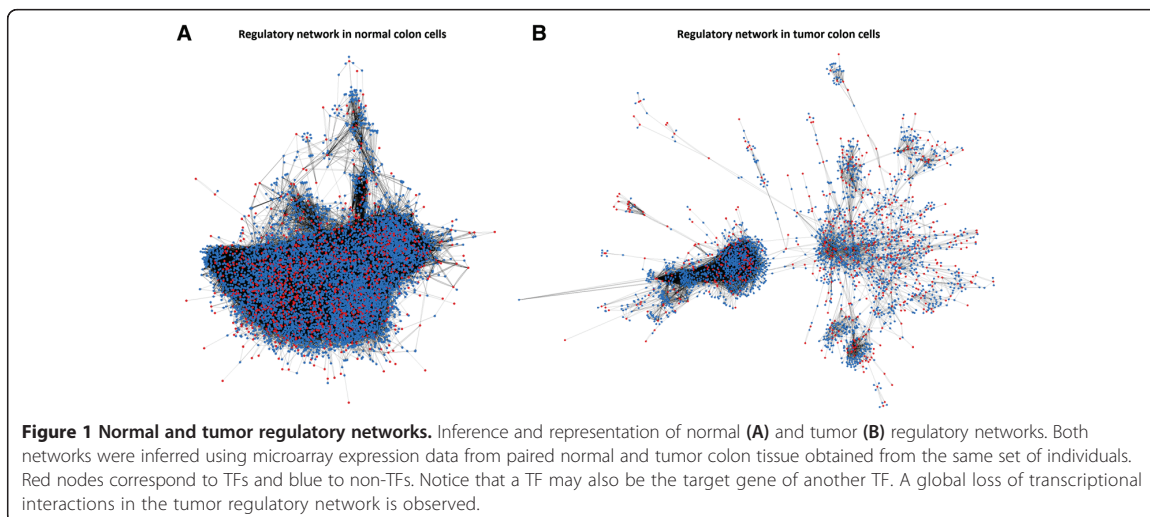 A
Regulatory network in normal colon cells
B
Regulatory network in tumor colon cells
Figure 1 Normal and tumor regulatory networks. Inference and representation of normal (A) and tumor (B) regulatory networks. Both
networks were inferred using microarray expression data from paired normal and tumor colon tissue obtained from the same set of individuals.
Red nodes correspond to TFs and blue to non-TFs. Notice that a TF may also be the target gene of another TF. A global loss of transcriptional
interactions in the tumor regulatory network is observed.